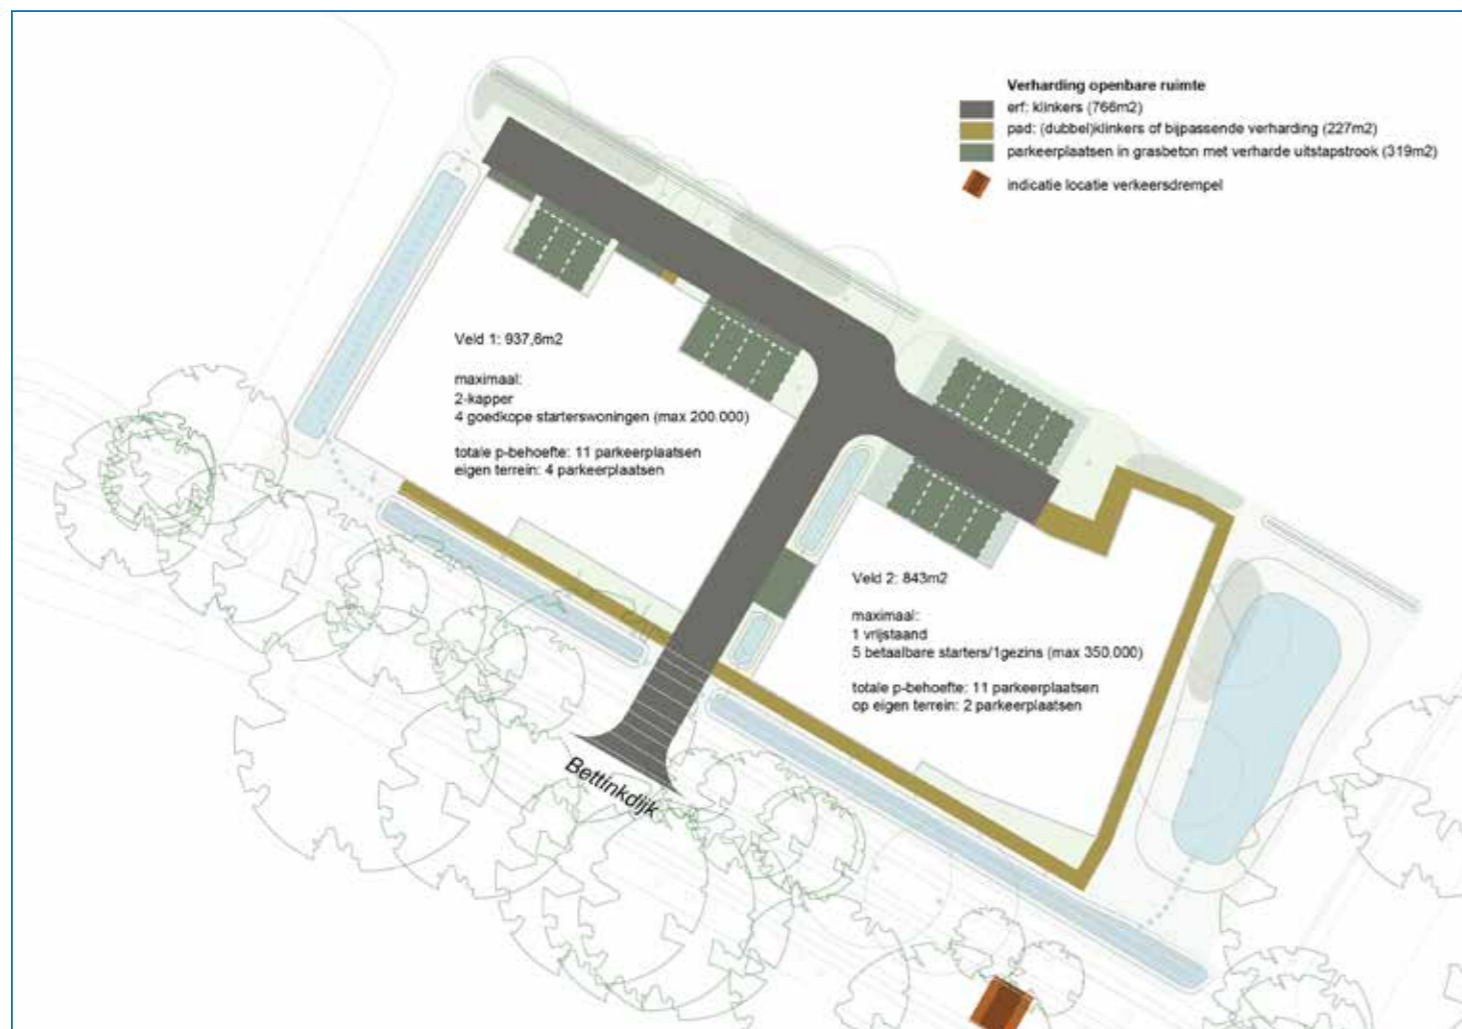 Verharding openbare ruimte
erf: klinkers (766m2)
pad: (dubbel)klinkers of bijpassende verharding (227m2)
parkeerplaatsen in grasbeton met verharde uitstapstrook (319m2)
indicatie locatie verkeersdrempel
Veld 1: 937,6m2
maximaal:
2-kapper
4 goedkope starterswoningen (max 200.000)
totale p-behoefte: 11 parkeerplaatsen
eigen terrein: 4 parkeerplaatsen
Veld 2: 843m2
maximaal:
1 vrijstaand
5 betaalbare starters/1gezins (max 350.000)
totale p-behoefte: 11 parkeerplaatsen
op eigen terrein: 2 parkeerplaatsen
Bettinkdijk